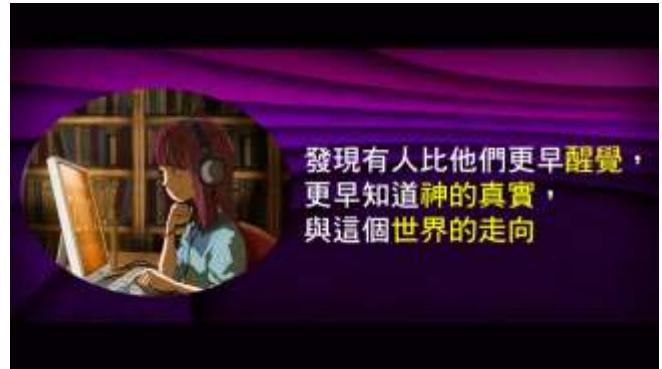 發現有人比他們更早醒覺，
更早知道神的真實，
與這個世界的走向